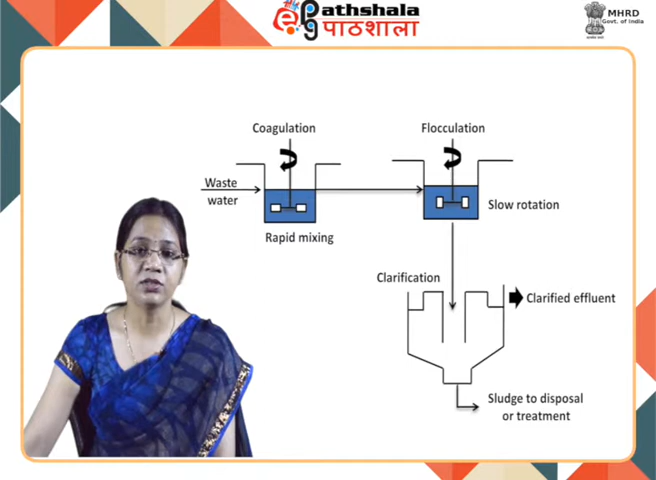 Pathshala
पाठशाला
MHRD
Govt. of India
Coagulation
Flocculation
Waste
water
Slow rotation
Rapid mixing
Clarification
Clarified effluent
Sludge to disposal
or treatment